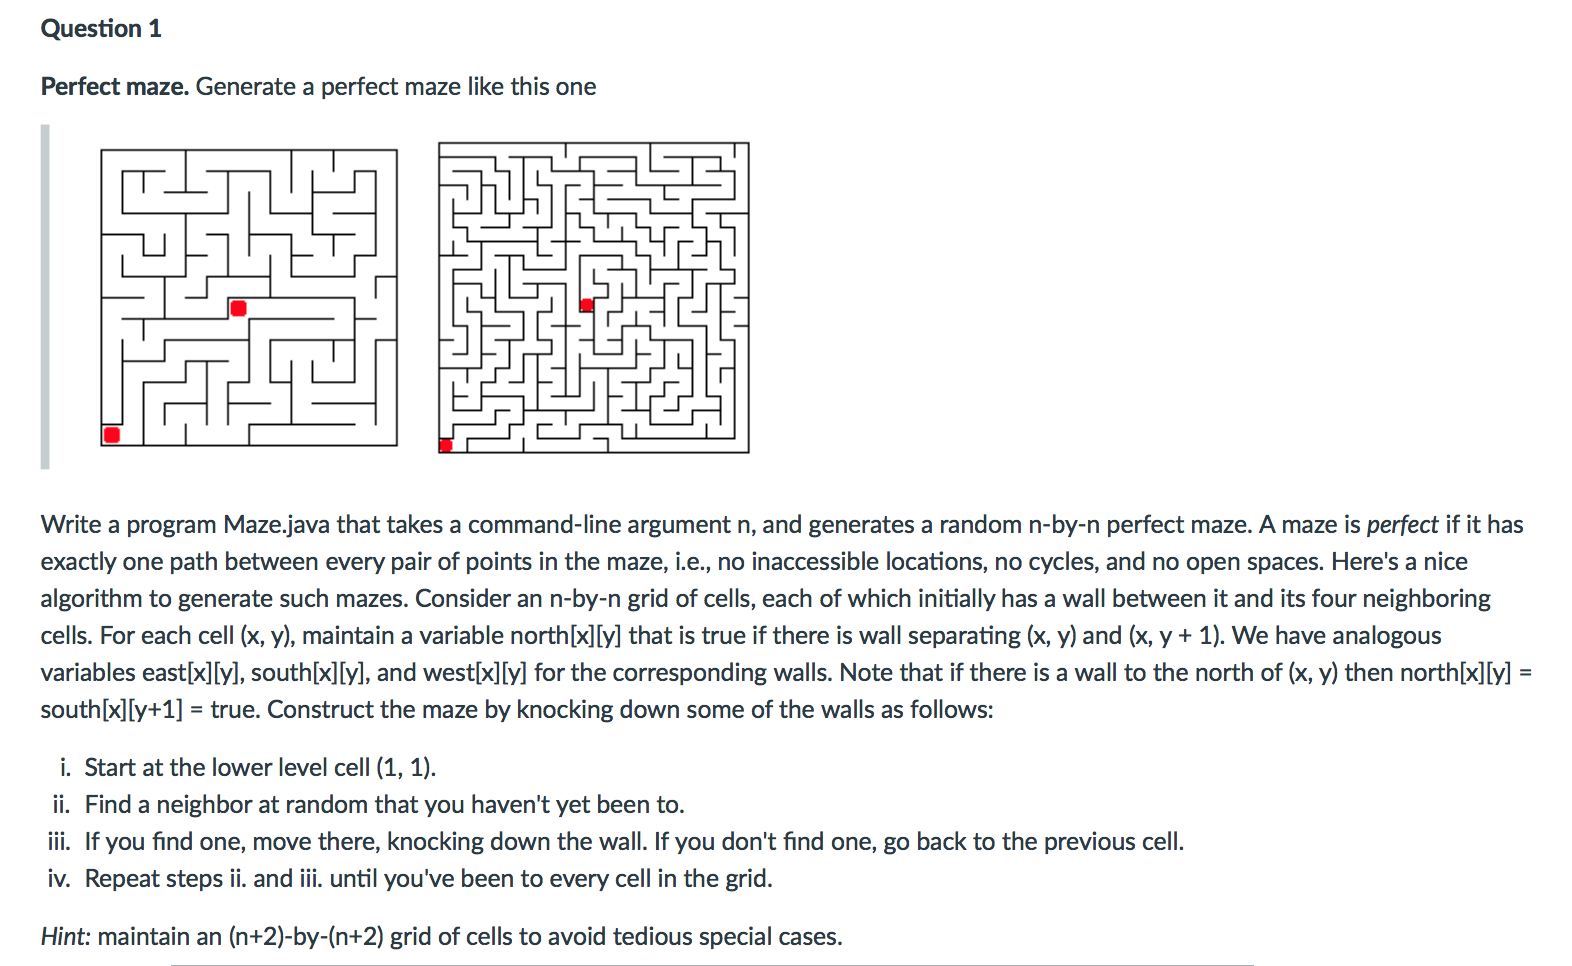 Question 1
Perfect maze. Generate a perfect maze like this one
Write a program Maze.java that takes a command-line argument n, and generates a random n-by-n perfect maze. A maze is perfect if it has
exactly one path between every pair of points in the maze, i.e., no inaccessible locations, no cycles, and no open spaces. Here's a nice
algorithm to generate such mazes. Consider an n-by-n grid of cells, each of which initially has a wall between it and its four neighboring
cells. For each cell (x, y), maintain a variable north[x][y] that is true if there is wall separating (x, y) and (x, y + 1). We have analogous
variables east[x][y], south[x][y], and west[x][y] for the corresponding walls. Note that if there is a wall to the north of (x, y) then north[x][y] =
south[x][y+1] = true. Construct the maze by knocking down some of the walls as follows:
i. Start at the lower level cell (1, 1).
ii. Find a neighbor at random that you haven't yet been to.
iii. If you find one, move there, knocking down the wall. If you don't find one, go back to the previous cell.
iv. Repeat steps ii. and iii. until you've been to every cell in the grid.
Hint: maintain an (n+2)-by-(n+2) grid of cells to avoid tedious special cases.